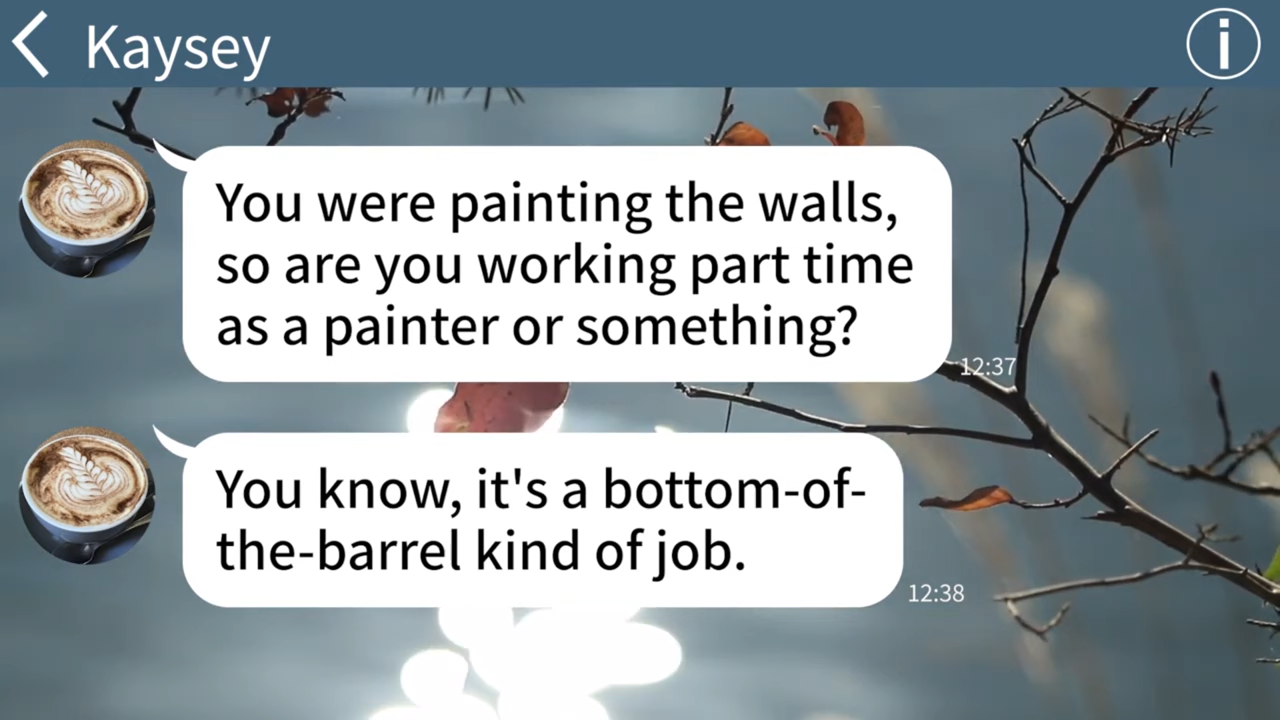 Kaysey
You were painting the walls,
so are you working part time
as a painter or something?
12:37
You know, it's a bottom-of-
the-barrel kind of job.
12:38